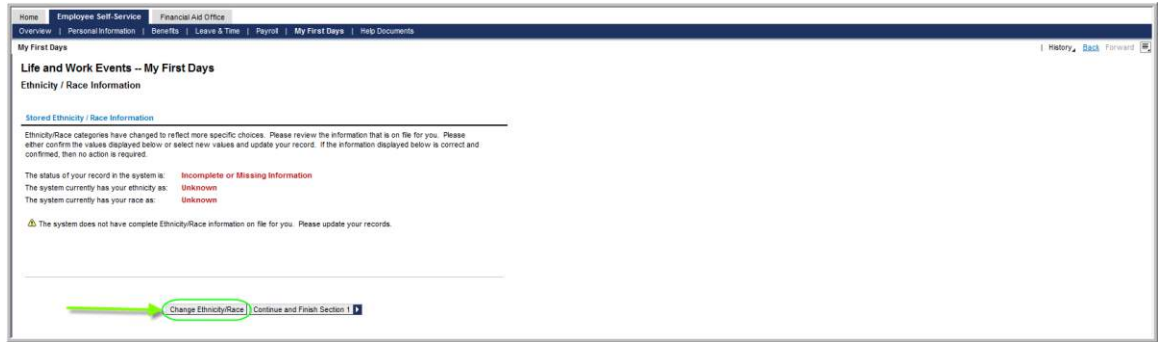 Home Employee Self-Service Financial Aid Office
Overview | Personal Information | Benefits | Leave & Time | Payroll | My First Days | Help Documents
My First Days | History Back Forward
Life and Work Events -- My First Days
Ethnicity / Race Information
Stored Ethnicity / Race Information
Ethnicity/Race categories have changed to reflect more specific choices. Please review the information that is on file for you. Please
either confirm the values displayed below or select new values and update your record. If the information displayed below is correct and
confirmed, then no action is required.
The status of your record in the system is: Incomplete or Missing Information
The system currently has your ethnicity as: Unknown
The system currently has your race as: Unknown
The system does not have complete Ethnicity/Race information on file for you. Please update your records.
Change Ethnicity/Race Continue and Finish Section 1